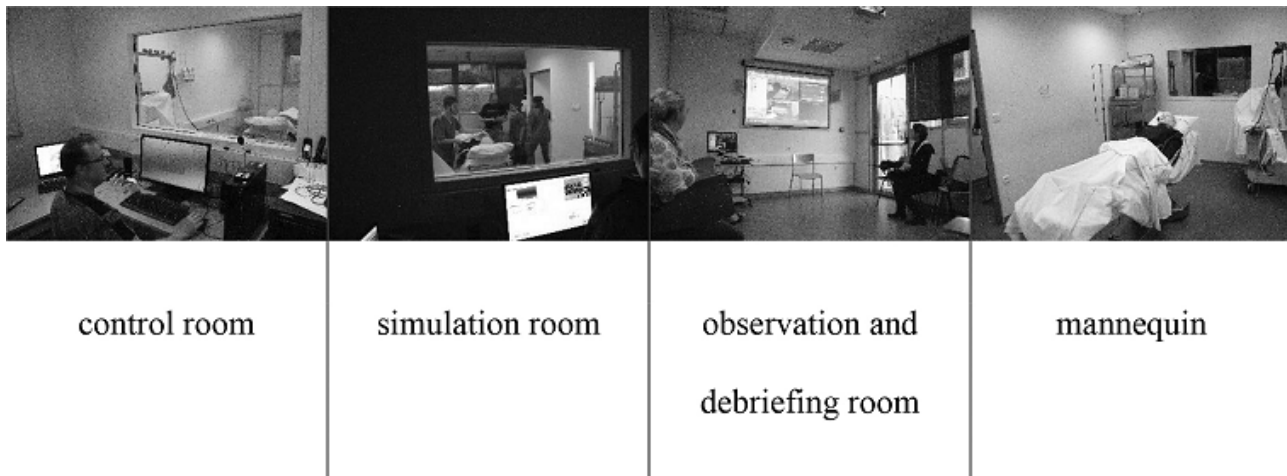 control room
simulation room
observation and
debriefing room
mannequin